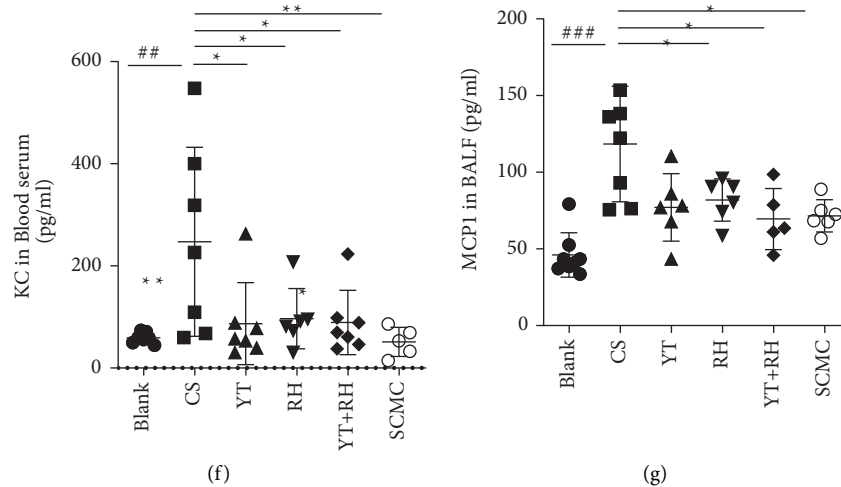 **
*
*
*
##
600
400
200
0
KC in Blood serum
(pg/ml)
**
*
Blank
CS
YT
RH
YT+RH
SCMC
(f)
*
*
*
###
200
150
100
50
0
MCP1 in BALF (pg/ml)
Blank
CS
YT
RH
YT+RH
SCMC
(g)